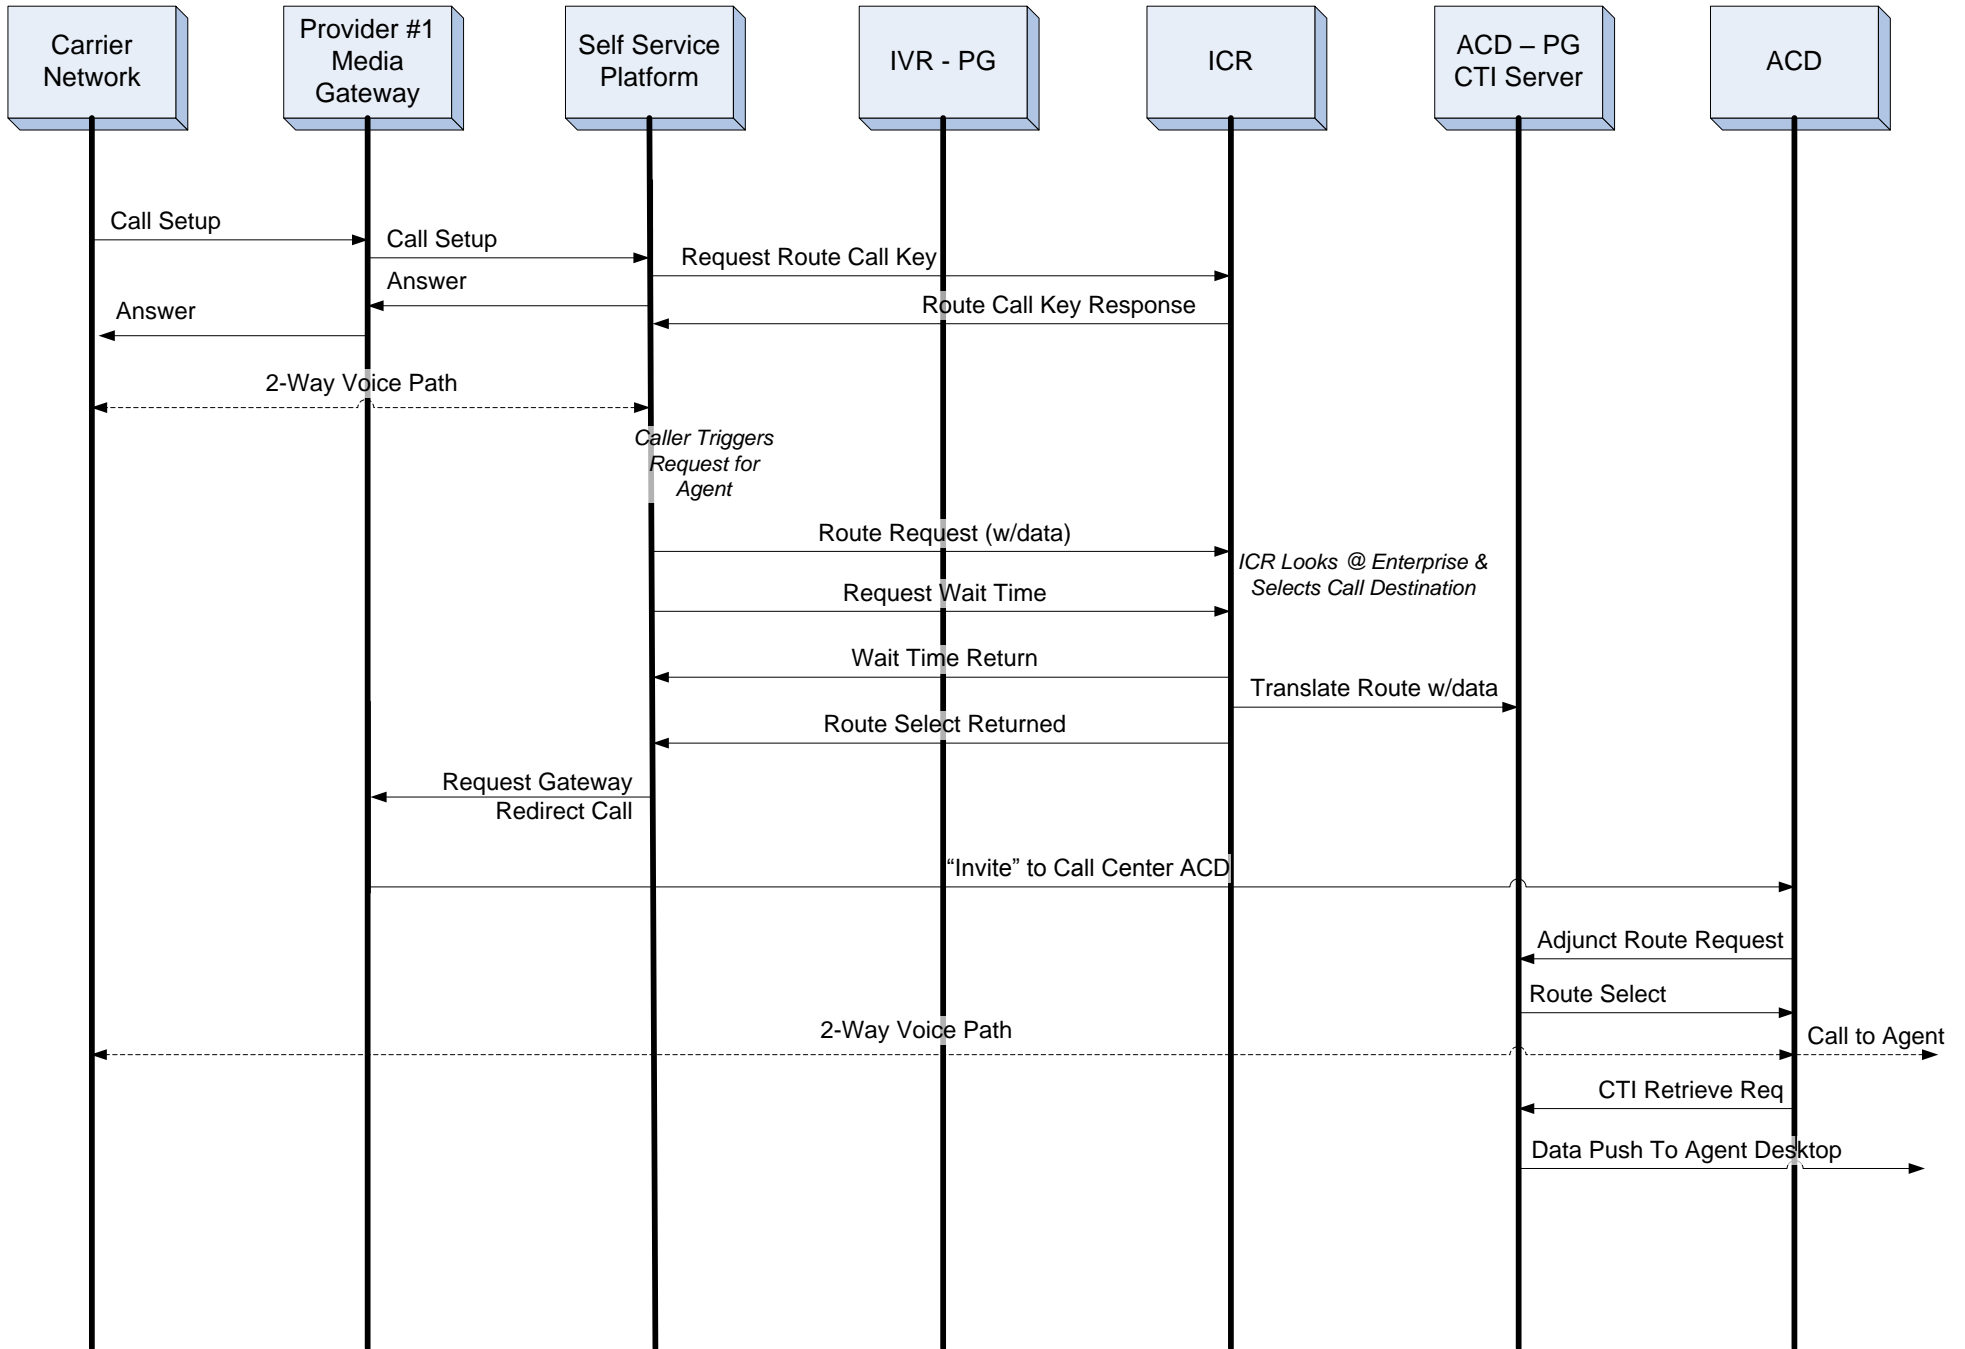 Carrier
Network
Provider #1
Media
Gateway
Self Service
Platform
IVR - PG
ICR
ACD – PG
CTI Server
ACD
Call Setup
Call Setup
Request Route Call Key
Answer
Route Call Key Response
Answer
2-Way Voice Path
Caller Triggers
Request for
Agent
Route Request (w/data)
ICR Looks @ Enterprise &
Selects Call Destination
Request Wait Time
Wait Time Return
Translate Route w/data
Route Select Returned
Request Gateway
Redirect Call
“Invite” to Call Center ACD
Adjunct Route Request
Route Select
2-Way Voice Path
Call to Agent
CTI Retrieve Req
Data Push To Agent Desktop